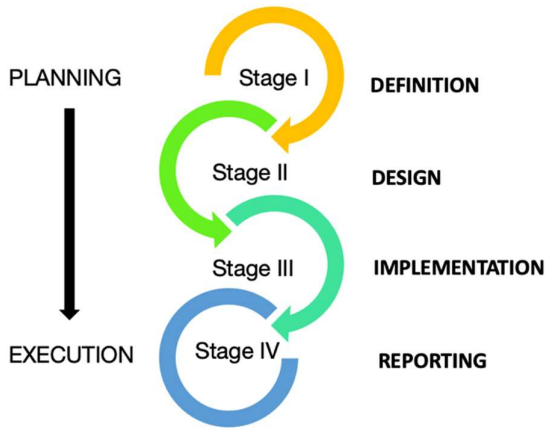 PLANNING
Stage I
DEFINITION
Stage II
DESIGN
Stage III
IMPLEMENTATION
EXECUTION
Stage IV
REPORTING